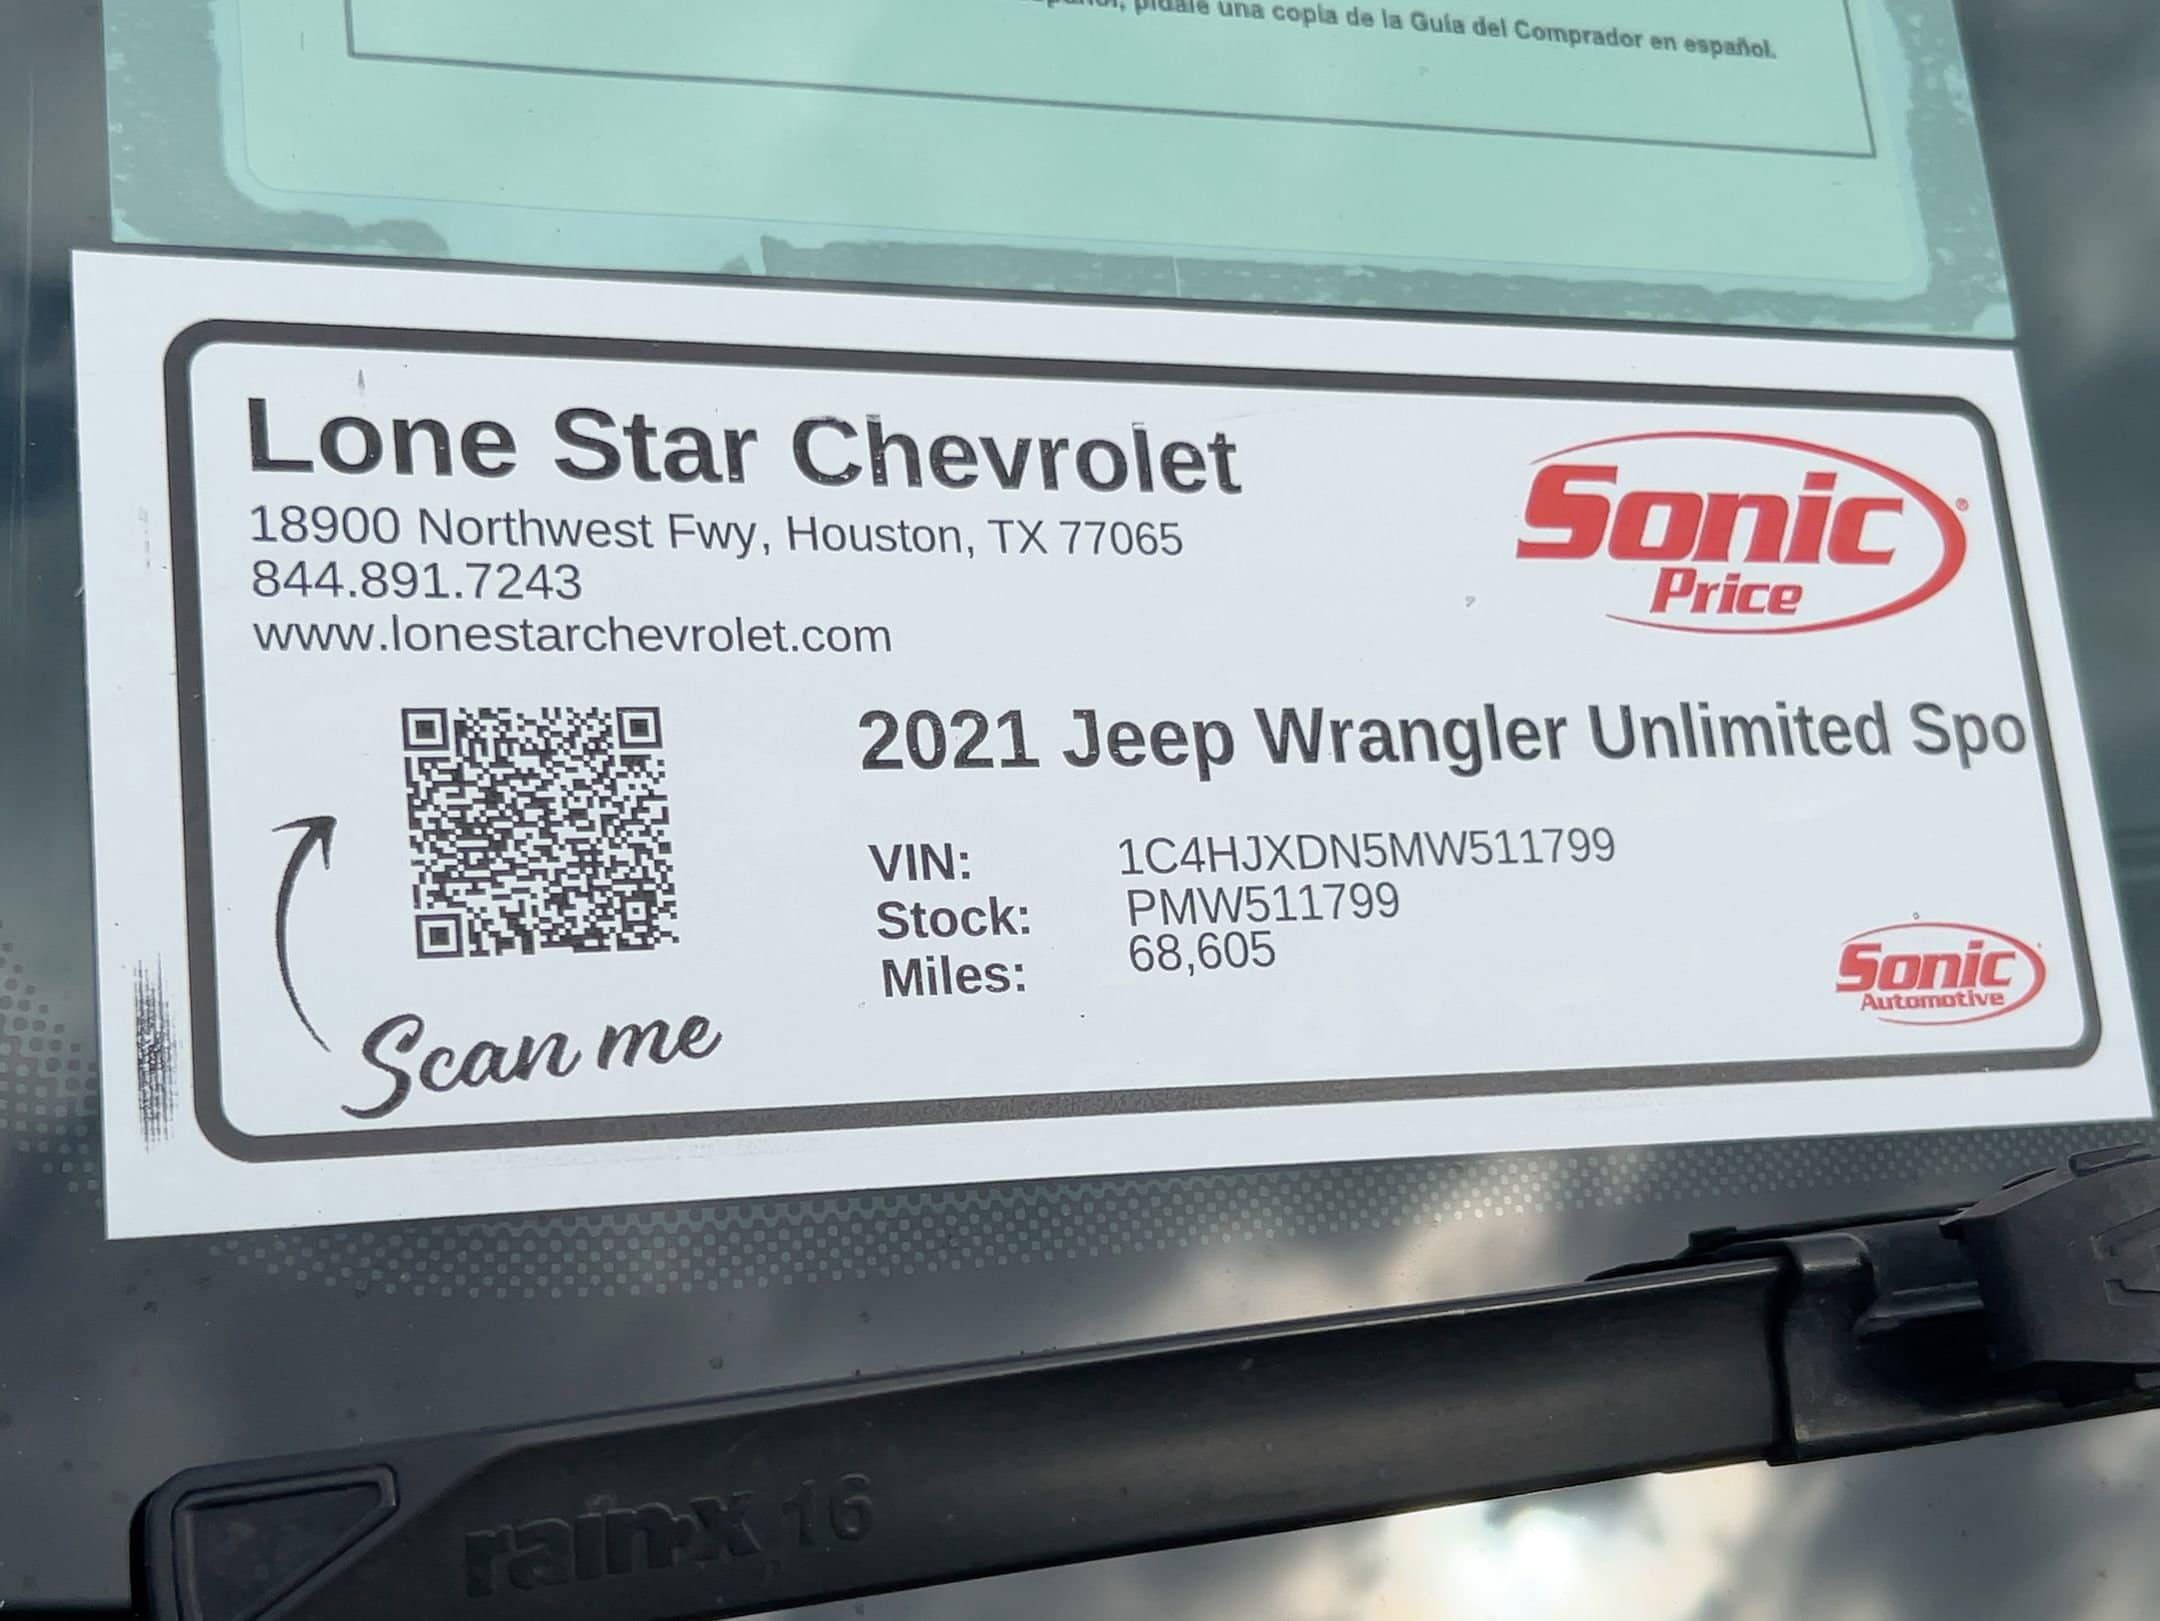 pídale una copia de la Guía del Comprador en español.
Lone Star Chevrolet
18900 Northwest Fwy, Houston, TX 77065
844.891.7243
www.lonestarchevrolet.com
Sonic®
Price
2021 Jeep Wrangler Unlimited Spo
VIN: 1C4HJXDN5MW511799
Stock: PMW511799
Miles: 68,605
Scan me
Sonic
Automotive
rain-x 16